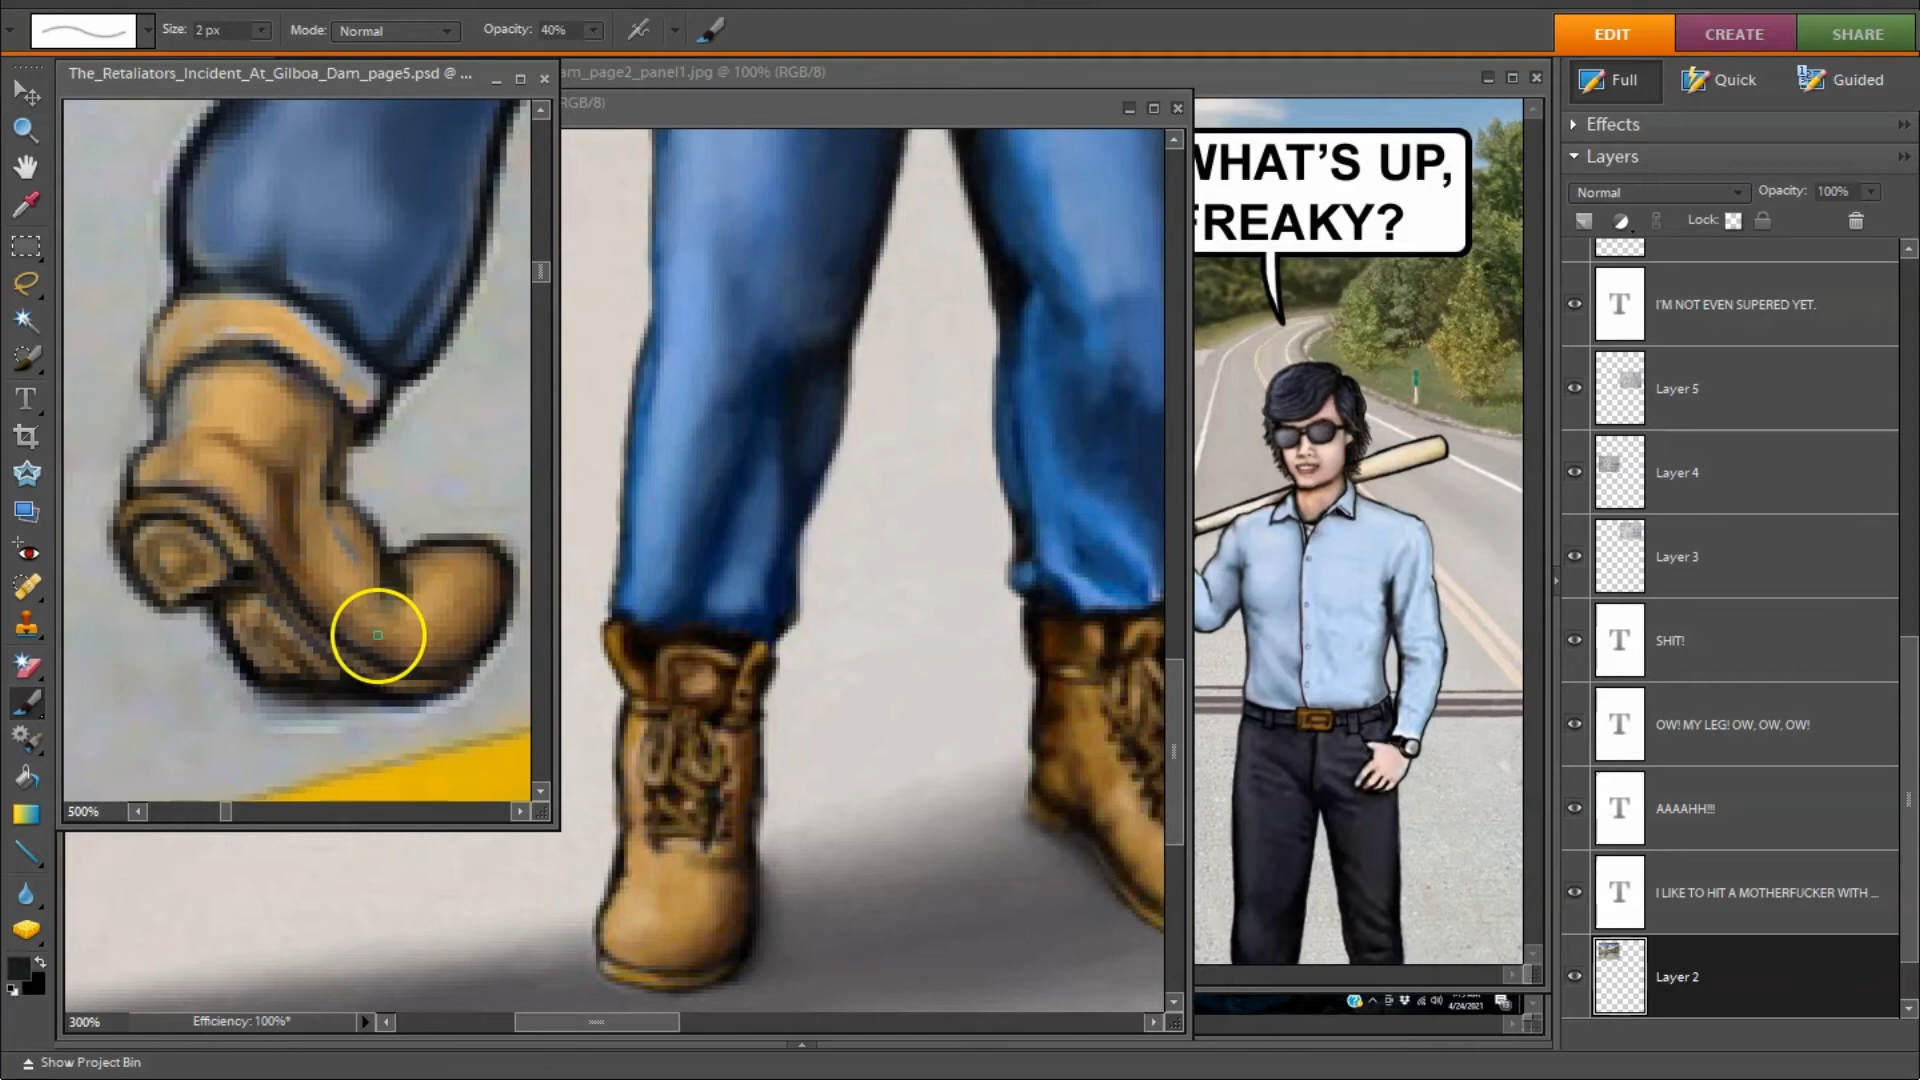 Size: 2 px
Mode: Normal
Opacity: 40%
EDIT
CREATE
SHARE
The_Retaliators_Incident_At_Gilboa_Dam_page5.psd @ ...
am_page2_panel1.jpg @ 100% (RGB/8)
RGB/8)
Full
Quick
Guided
Effects
Layers
Normal
Opacity: 100%
Lock:
WHAT'S UP,
FREAKY?
T
I'M NOT EVEN SUPERED YET.
Layer 5
Layer 4
Layer 3
T
SHIT!
T
OW! MY LEG! OW, OW, OW!
T
AAAAHH!!!
T
I LIKE TO HIT A MOTHERFUCKER WITH ...
Layer 2
500%
300%
Efficiency: 100%*
4/24/2021
Show Project Bin